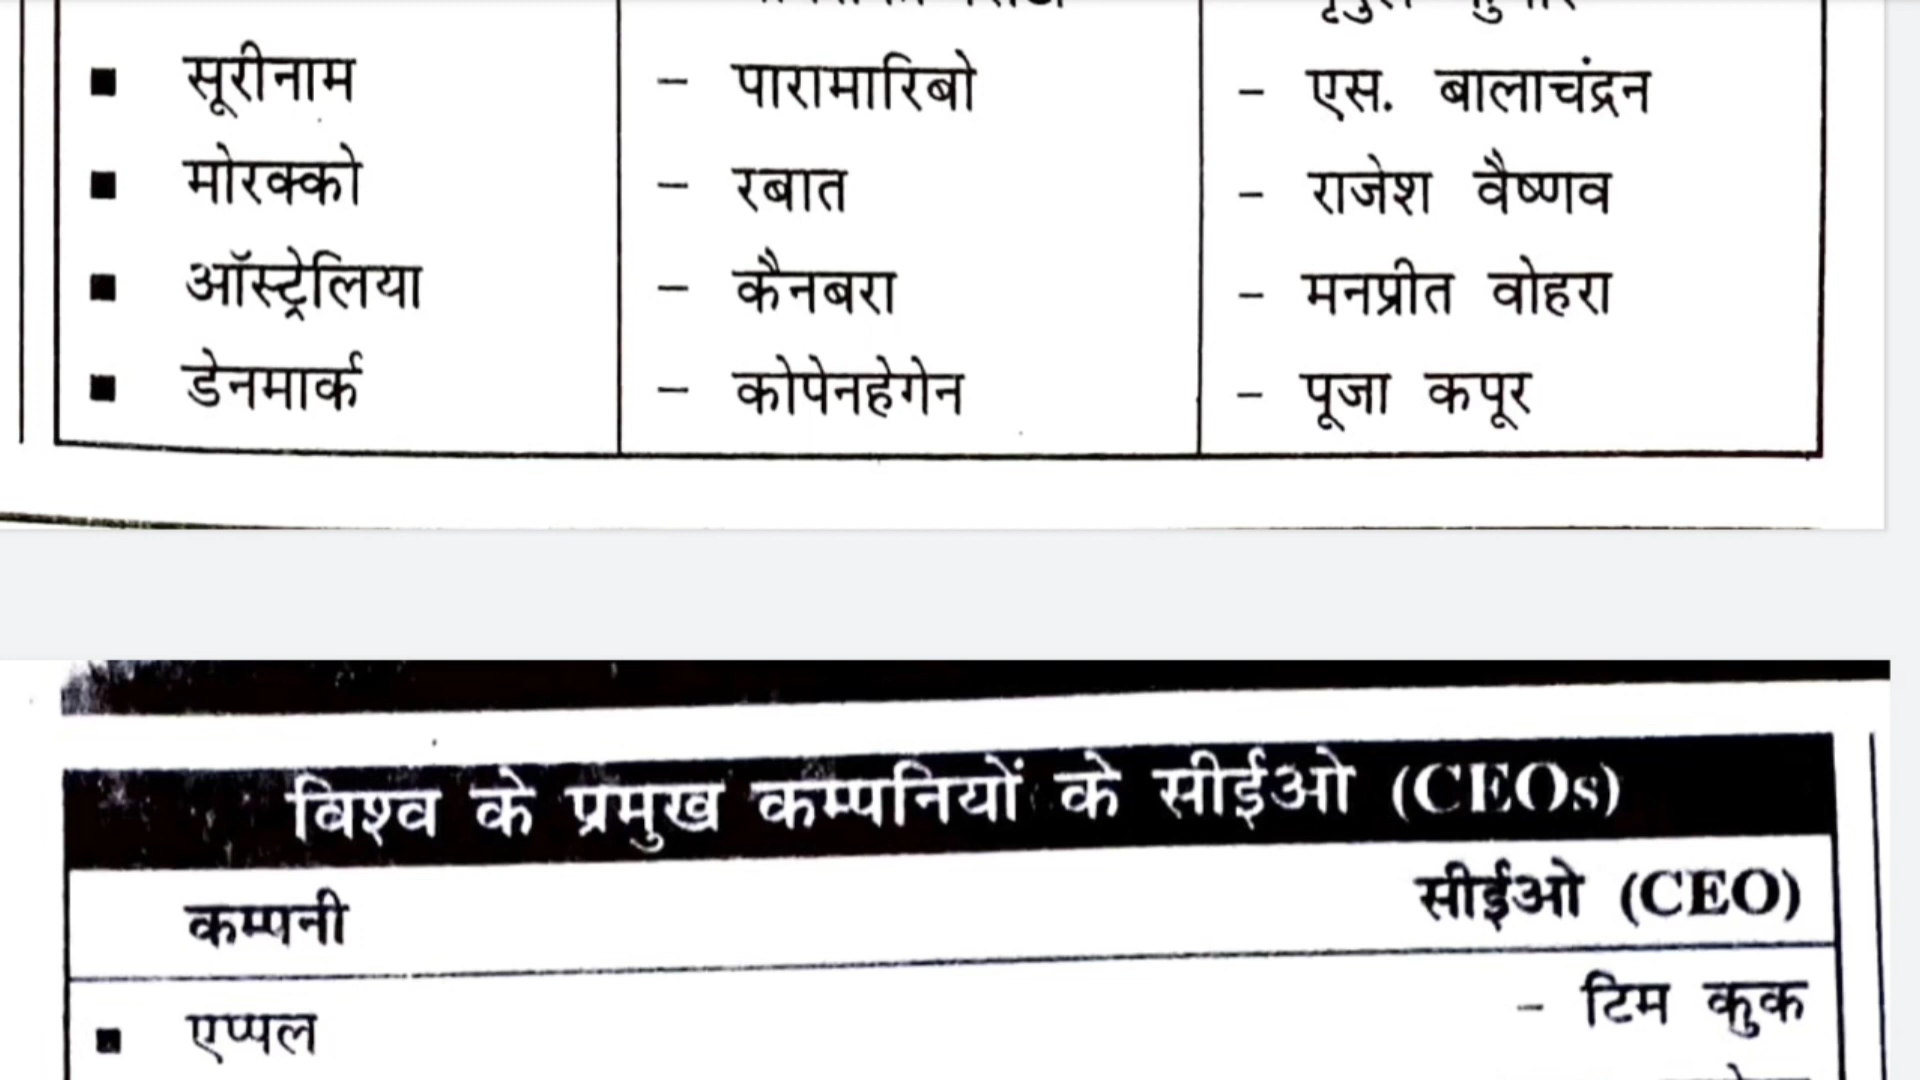 ■ सूरीनाम – पारामारिबो – एस. बालाचंद्रन
■ मोरक्को – रबात – राजेश वैष्णव
■ ऑस्ट्रेलिया – कैनबरा – मनप्रीत वोहरा
■ डेनमार्क – कोपेनहेगेन – पूजा कपूर
विश्व के प्रमुख कम्पनियों के सीईओ (CEOs)
कम्पनी सीईओ (CEO)
■ एप्पल – टिम कुक